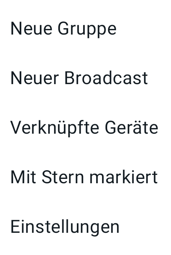 Neue Gruppe
Neuer Broadcast
Verknüpfte Geräte
Mit Stern markiert
Einstellungen